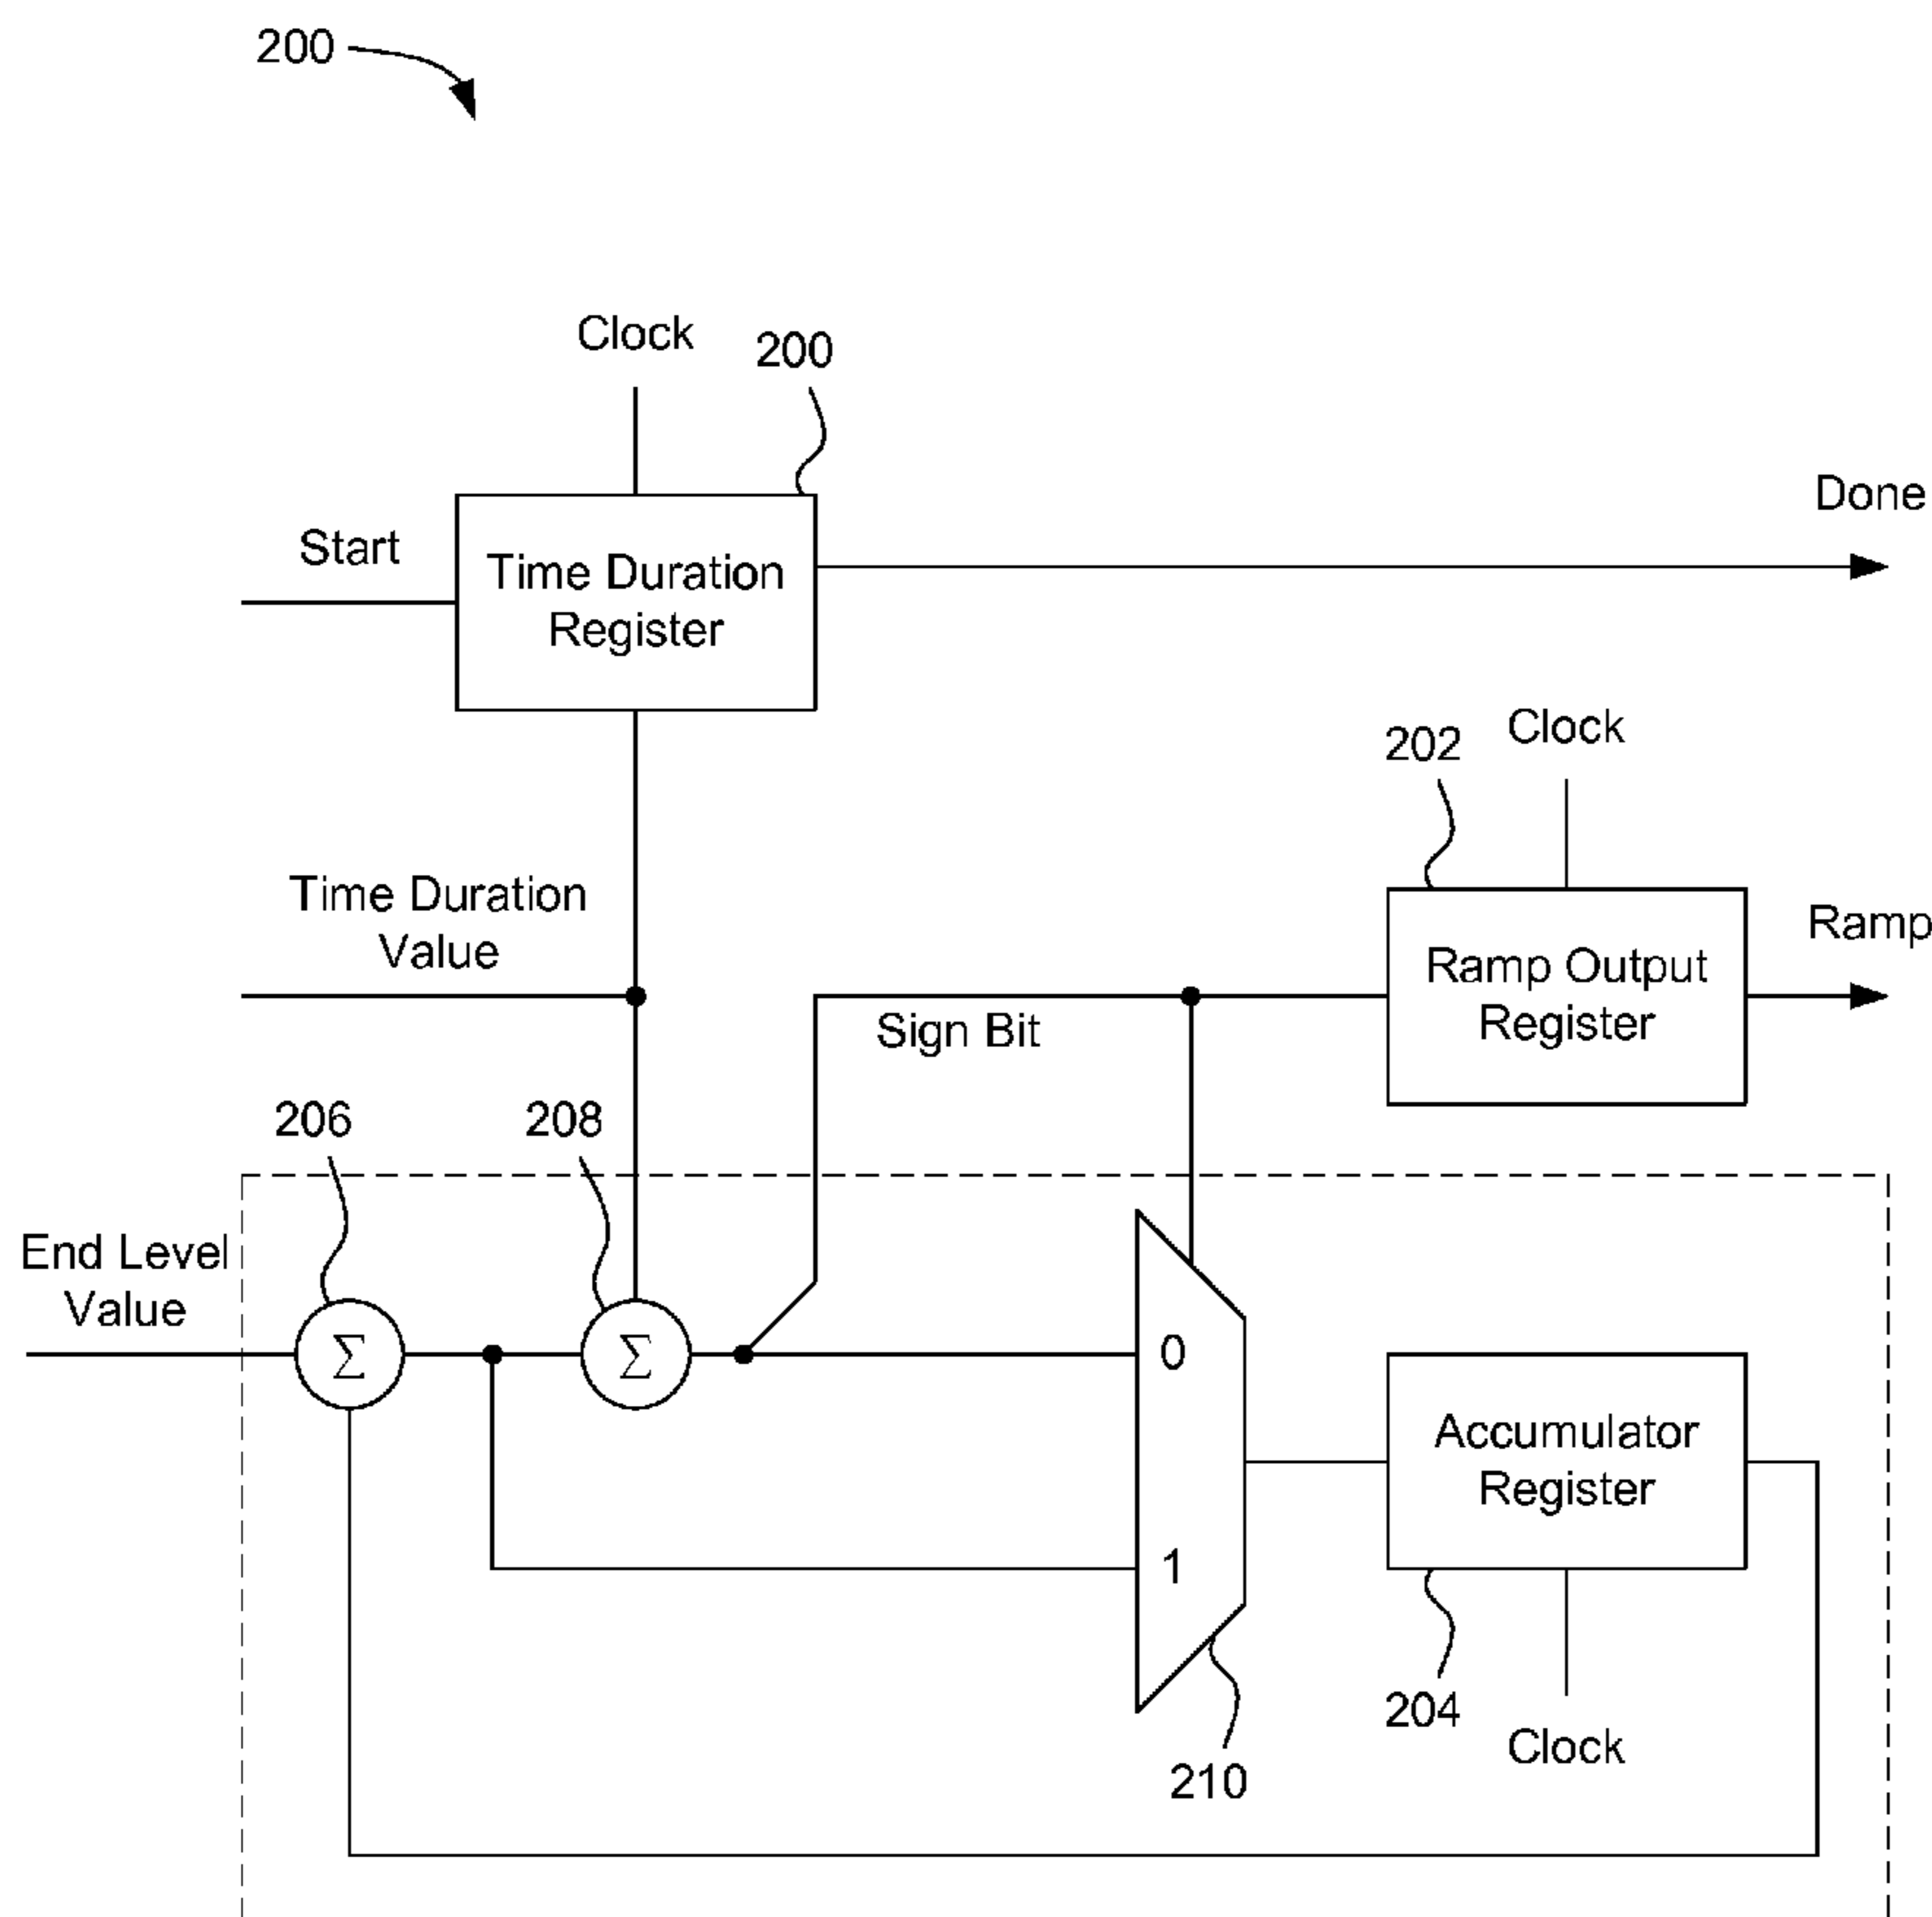 200
Clock
200
Done
Start
Time Duration
Register
202
Clock
Time Duration
Value
Ramp
Ramp Output
Register
Sign Bit
206
208
End Level
Value
Σ
Σ
0
Accumulator
Register
1
204
Clock
210